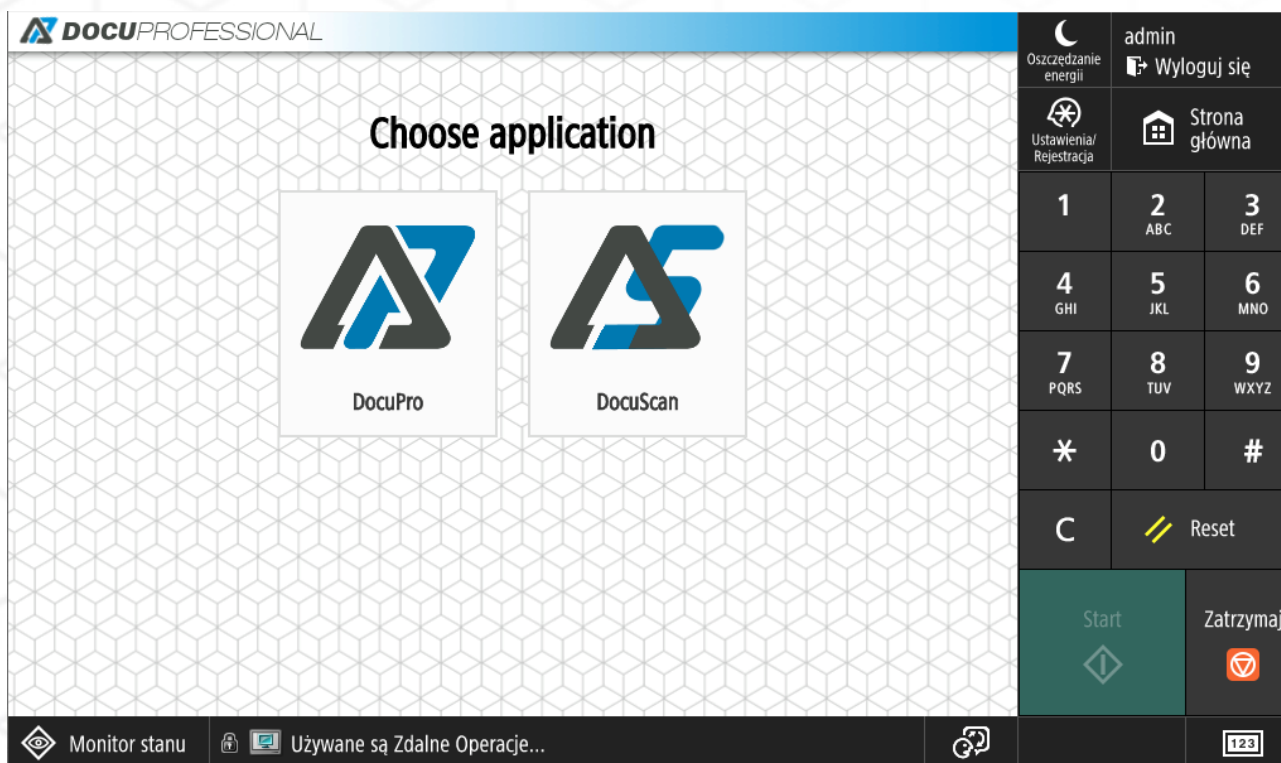 DOCUPROFESSIONAL
Choose application
DocuPro
DocuScan
Oszczędzanie
energii
admin
Wyloguj się
Ustawienia/
Rejestracja
Strona
główna
1
2
ABC
3
DEF
4
GHI
5
JKL
6
MNO
7
PQRS
8
TUV
9
WXYZ
*
0
#
C
Reset
Start
Zatrzymaj
Monitor stanu
Używane są Zdalne Operacje...
123